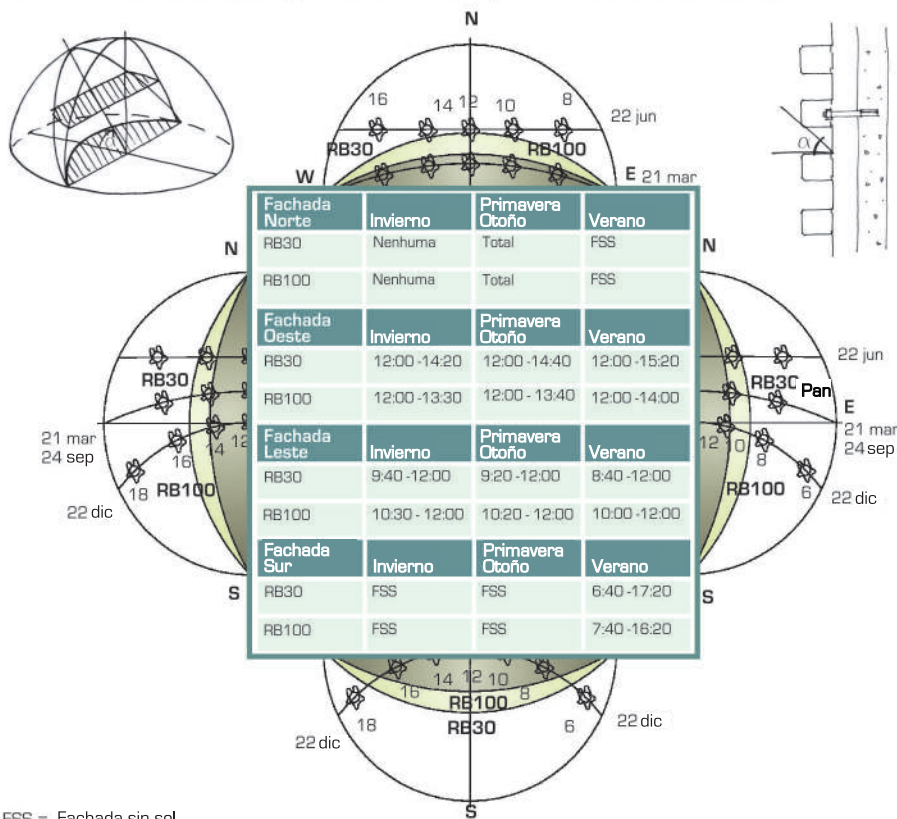 N
16 14 12 10 8
22 jun
RB30 RB100
W E 21 mar
α
Fachada Norte Invierno Primavera Otoño Verano
RB30 Nenhuma Total FSS
RB100 Nenhuma Total FSS
Fachada Oeste Invierno Primavera Otoño Verano
RB30 12:00 -14:20 12:00 -14:40 12:00 -15:20
RB100 12:00 -13:30 12:00 - 13:40 12:00 -14:00
Fachada Leste Invierno Primavera Otoño Verano
RB30 9:40 -12:00 9:20 -12:00 8:40 -12:00
RB100 10:30 - 12:00 10:20 - 12:00 10:00 -12:00
Fachada Sur Invierno Primavera Otoño Verano
RB30 FSS FSS 6:40 -17:20
RB100 FSS FSS 7:40 -16:20
N
RB30
21 mar
24 sep
18 16 14 12
RB100
22 dic
S
N
22 jun
RB30 Pan
E
21 mar
24 sep
12 10 8 6
RB100
22 dic
S
16 14 12 10 8
RB100
18 RB30 6
22 dic 22 dic
S
FSS = Fachada sin sol